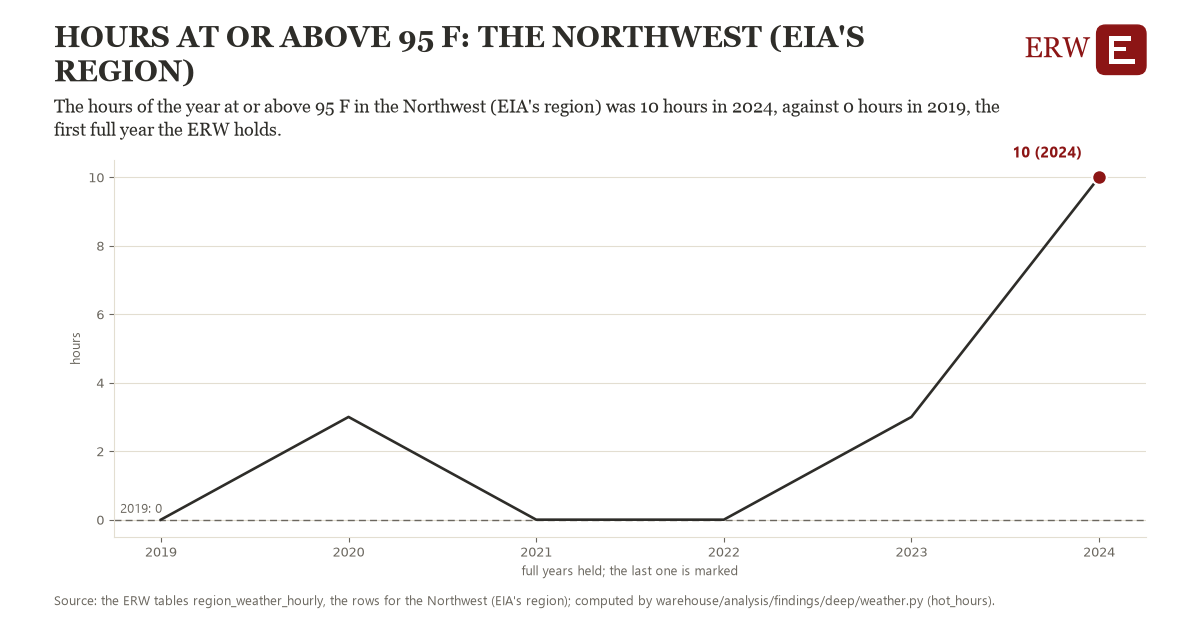 HOURS AT OR ABOVE 95 F: THE NORTHWEST (EIA'S
REGION)
ERW E
The hours of the year at or above 95 F in the Northwest (EIA's region) was 10 hours in 2024, against 0 hours in 2019, the
first full year the ERW holds.
10 (2024)
10
8
6
4
2
0
hours
2019: 0
2019 2020 2021 2022 2023 2024
full years held; the last one is marked
Source: the ERW tables region_weather_hourly, the rows for the Northwest (EIA's region); computed by warehouse/analysis/findings/deep/weather.py (hot_hours).